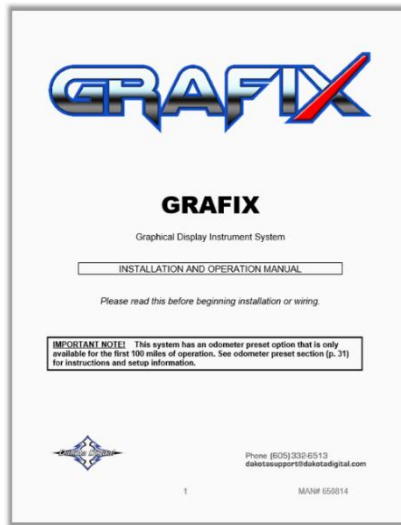 GRAFIX
GRAFIX
Graphical Display Instrument System
INSTALLATION AND OPERATION MANUAL
Please read this before beginning installation or wiring.
IMPORTANT NOTE! This system has an odometer preset option that is only
available for the first 100 miles of operation. See odometer preset section (p. 31)
for instructions and setup information.
Dakota Digital
Phone (605)332-6513
dakotasupport@dakotadigital.com
1
MAN# 650814